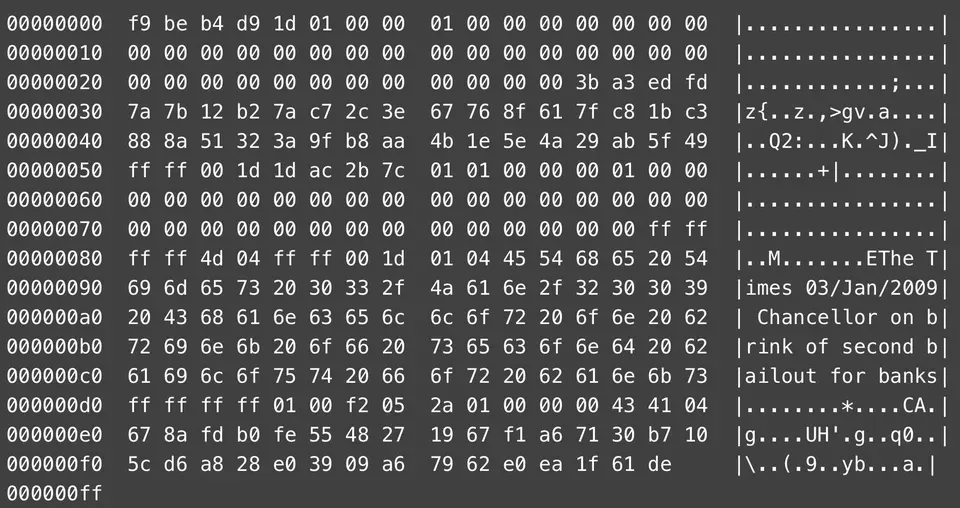 00000000  f9 be b4 d9 1d 01 00 00  01 00 00 00 00 00 00 00  |................|
00000010  00 00 00 00 00 00 00 00  00 00 00 00 00 00 00 00  |................|
00000020  00 00 00 00 00 00 00 00  00 00 00 00 3b a3 ed fd  |............;...|
00000030  7a 7b 12 b2 7a c7 2c 3e  67 76 8f 61 7f c8 1b c3  |z{..z.,>gv.a....|
00000040  88 8a 51 32 3a 9f b8 aa  4b 1e 5e 4a 29 ab 5f 49  |..Q2:...K.^J)._I|
00000050  ff ff 00 1d 1d ac 2b 7c  01 01 00 00 00 01 00 00  |......+|........|
00000060  00 00 00 00 00 00 00 00  00 00 00 00 00 00 00 00  |................|
00000070  00 00 00 00 00 00 00 00  00 00 00 00 00 00 ff ff  |................|
00000080  ff ff 4d 04 ff ff 00 1d  01 04 45 54 68 65 20 54  |..M.......EThe T|
00000090  69 6d 65 73 20 30 33 2f  4a 61 6e 2f 32 30 30 39  |imes 03/Jan/2009|
000000a0  20 43 68 61 6e 63 65 6c  6c 6f 72 20 6f 6e 20 62  | Chancellor on b|
000000b0  72 69 6e 6b 20 6f 66 20  73 65 63 6f 6e 64 20 62  |rink of second b|
000000c0  61 69 6c 6f 75 74 20 66  6f 72 20 62 61 6e 6b 73  |ailout for banks|
000000d0  ff ff ff ff 01 00 f2 05  2a 01 00 00 00 43 41 04  |........*....CA.|
000000e0  67 8a fd b0 fe 55 48 27  19 67 f1 a6 71 30 b7 10  |g....UH'.g..q0..|
000000f0  5c d6 a8 28 e0 39 09 a6  79 62 e0 ea 1f 61 de     |\..(.9..yb...a.|
000000ff